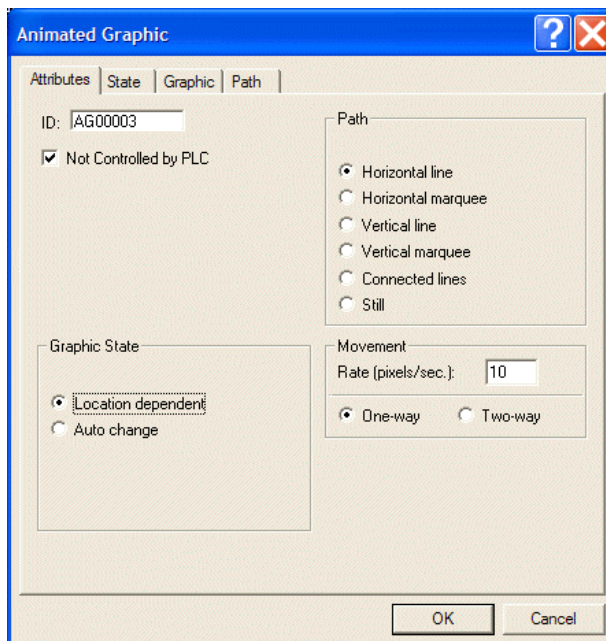 Animated Graphic
Attributes State Graphic Path
ID: AG00003
Not Controlled by PLC
Path
Horizontal line
Horizontal marquee
Vertical line
Vertical marquee
Connected lines
Still
Graphic State
Location dependent
Auto change
Movement
Rate (pixels/sec.): 10
One-way Two-way
OK Cancel